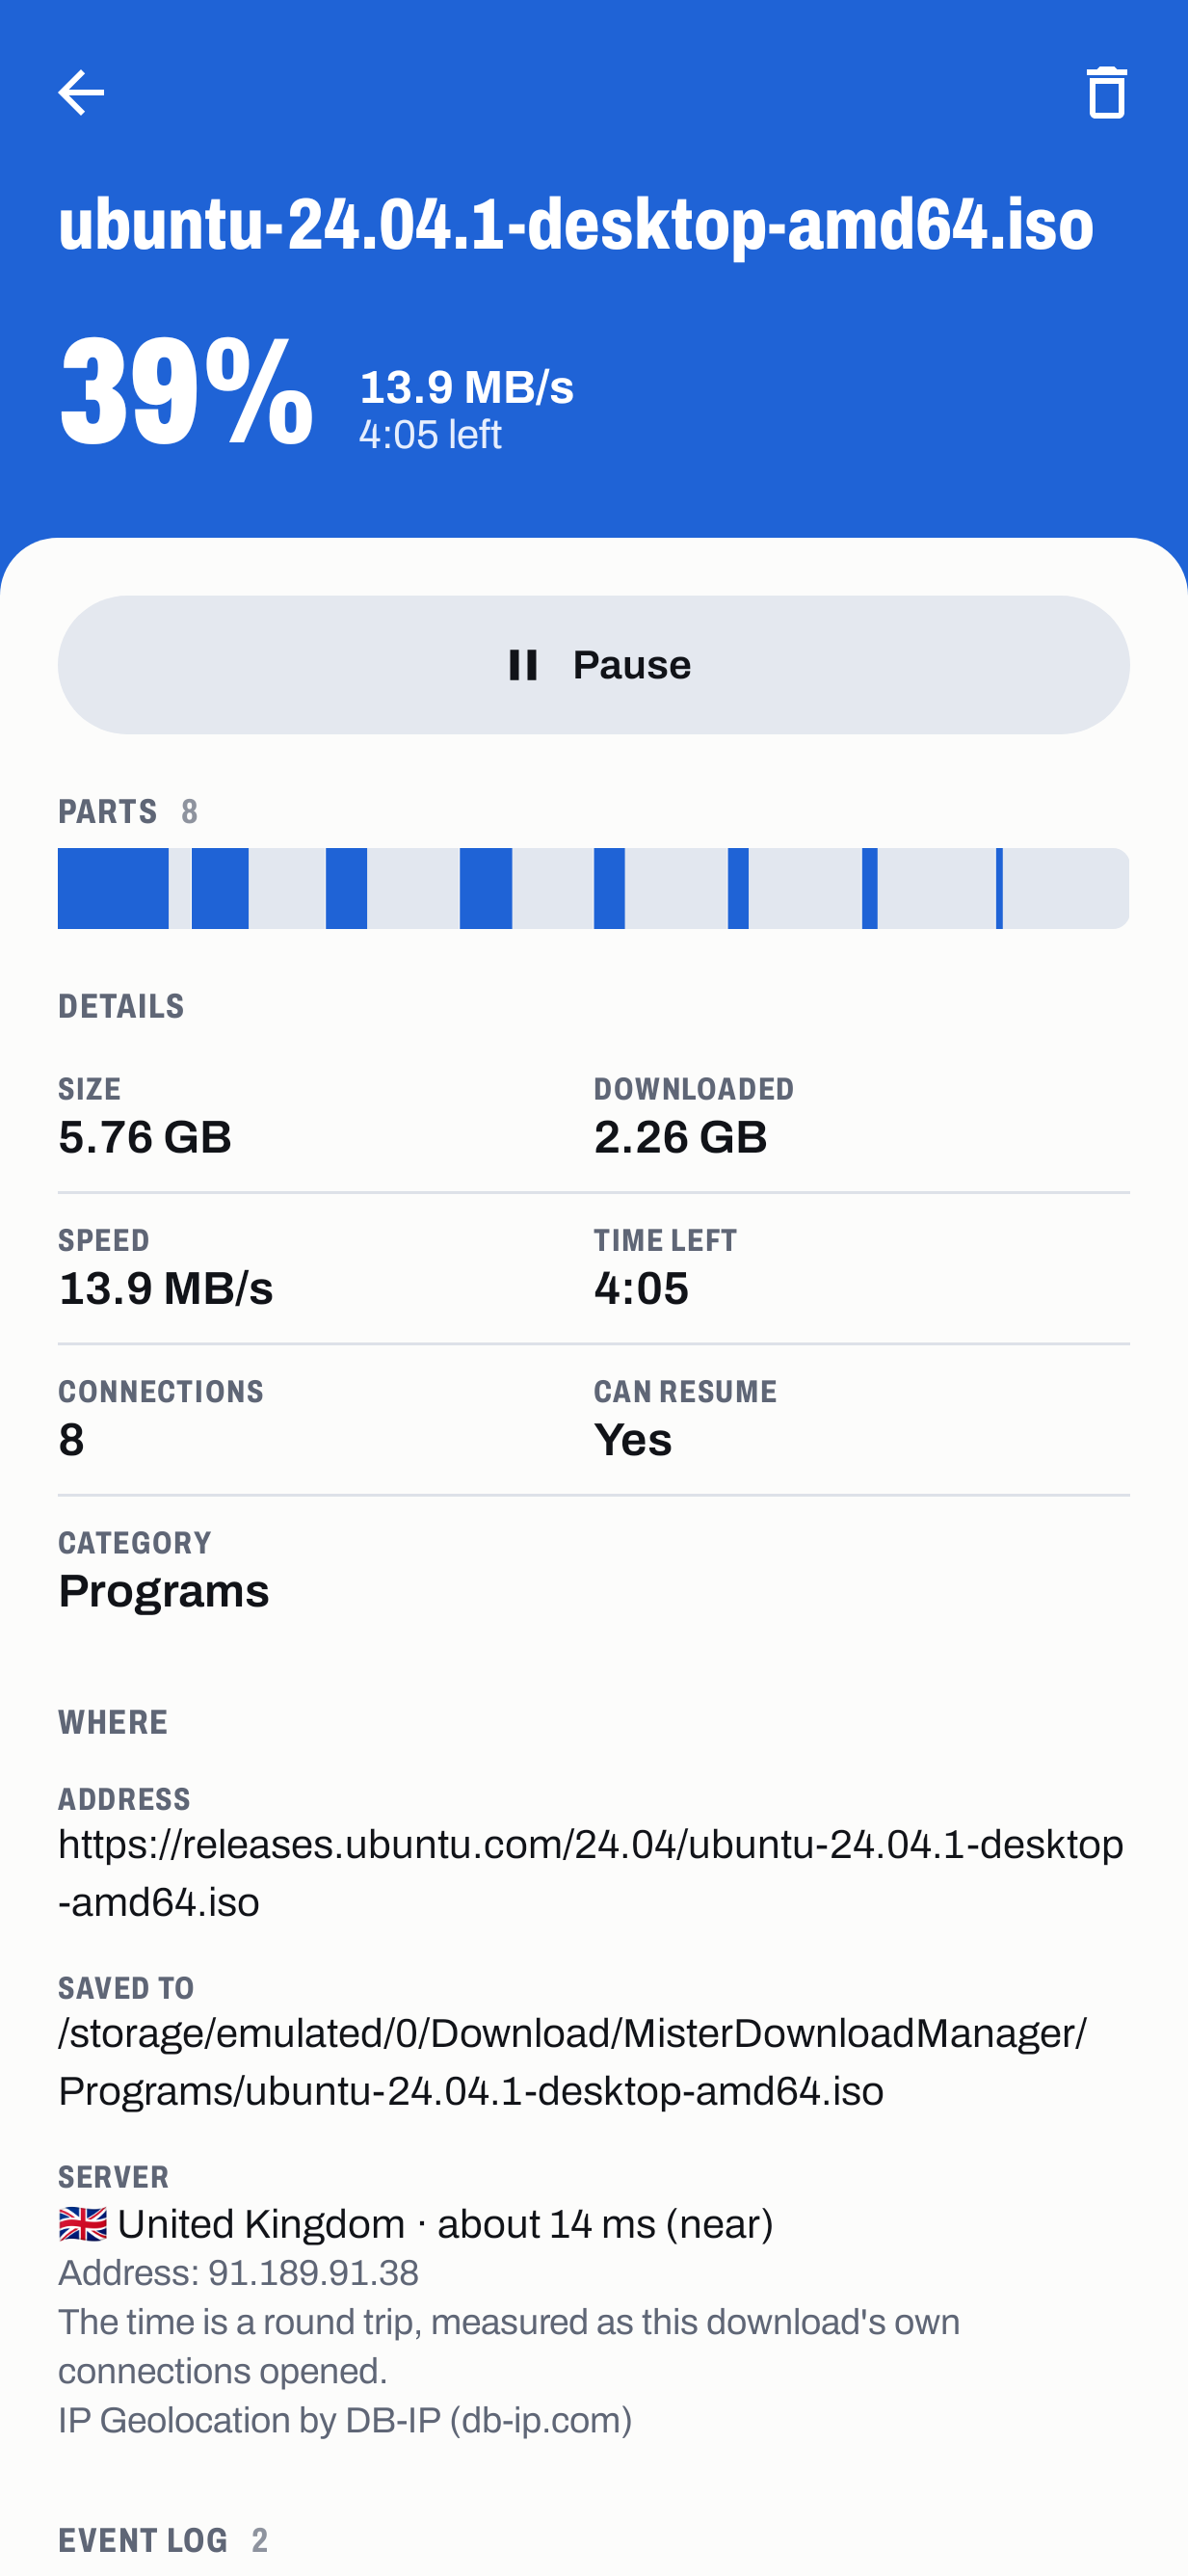 ubuntu-24.04.1-desktop-amd64.iso
39%
13.9 MB/s
4:05 left
Pause
PARTS 8
DETAILS
SIZE
5.76 GB
DOWNLOADED
2.26 GB
SPEED
13.9 MB/s
TIME LEFT
4:05
CONNECTIONS
8
CAN RESUME
Yes
CATEGORY
Programs
WHERE
ADDRESS
https://releases.ubuntu.com/24.04/ubuntu-24.04.1-desktop
-amd64.iso
SAVED TO
/storage/emulated/0/Download/MisterDownloadManager/
Programs/ubuntu-24.04.1-desktop-amd64.iso
SERVER
🇬🇧 United Kingdom · about 14 ms (near)
Address: 91.189.91.38
The time is a round trip, measured as this download's own
connections opened.
IP Geolocation by DB-IP (db-ip.com)
EVENT LOG 2